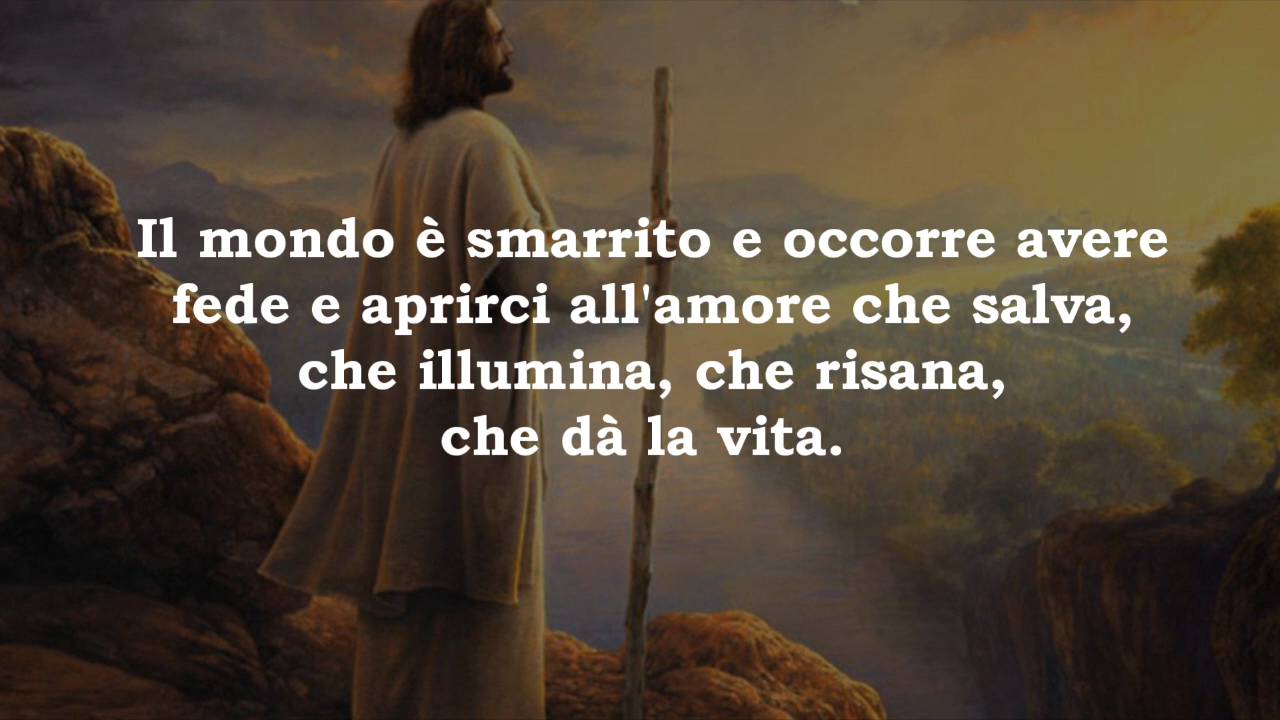 Il mondo è smarrito e occorre avere
fede e aprirci all'amore che salva,
che illumina, che risana,
che dà la vita.